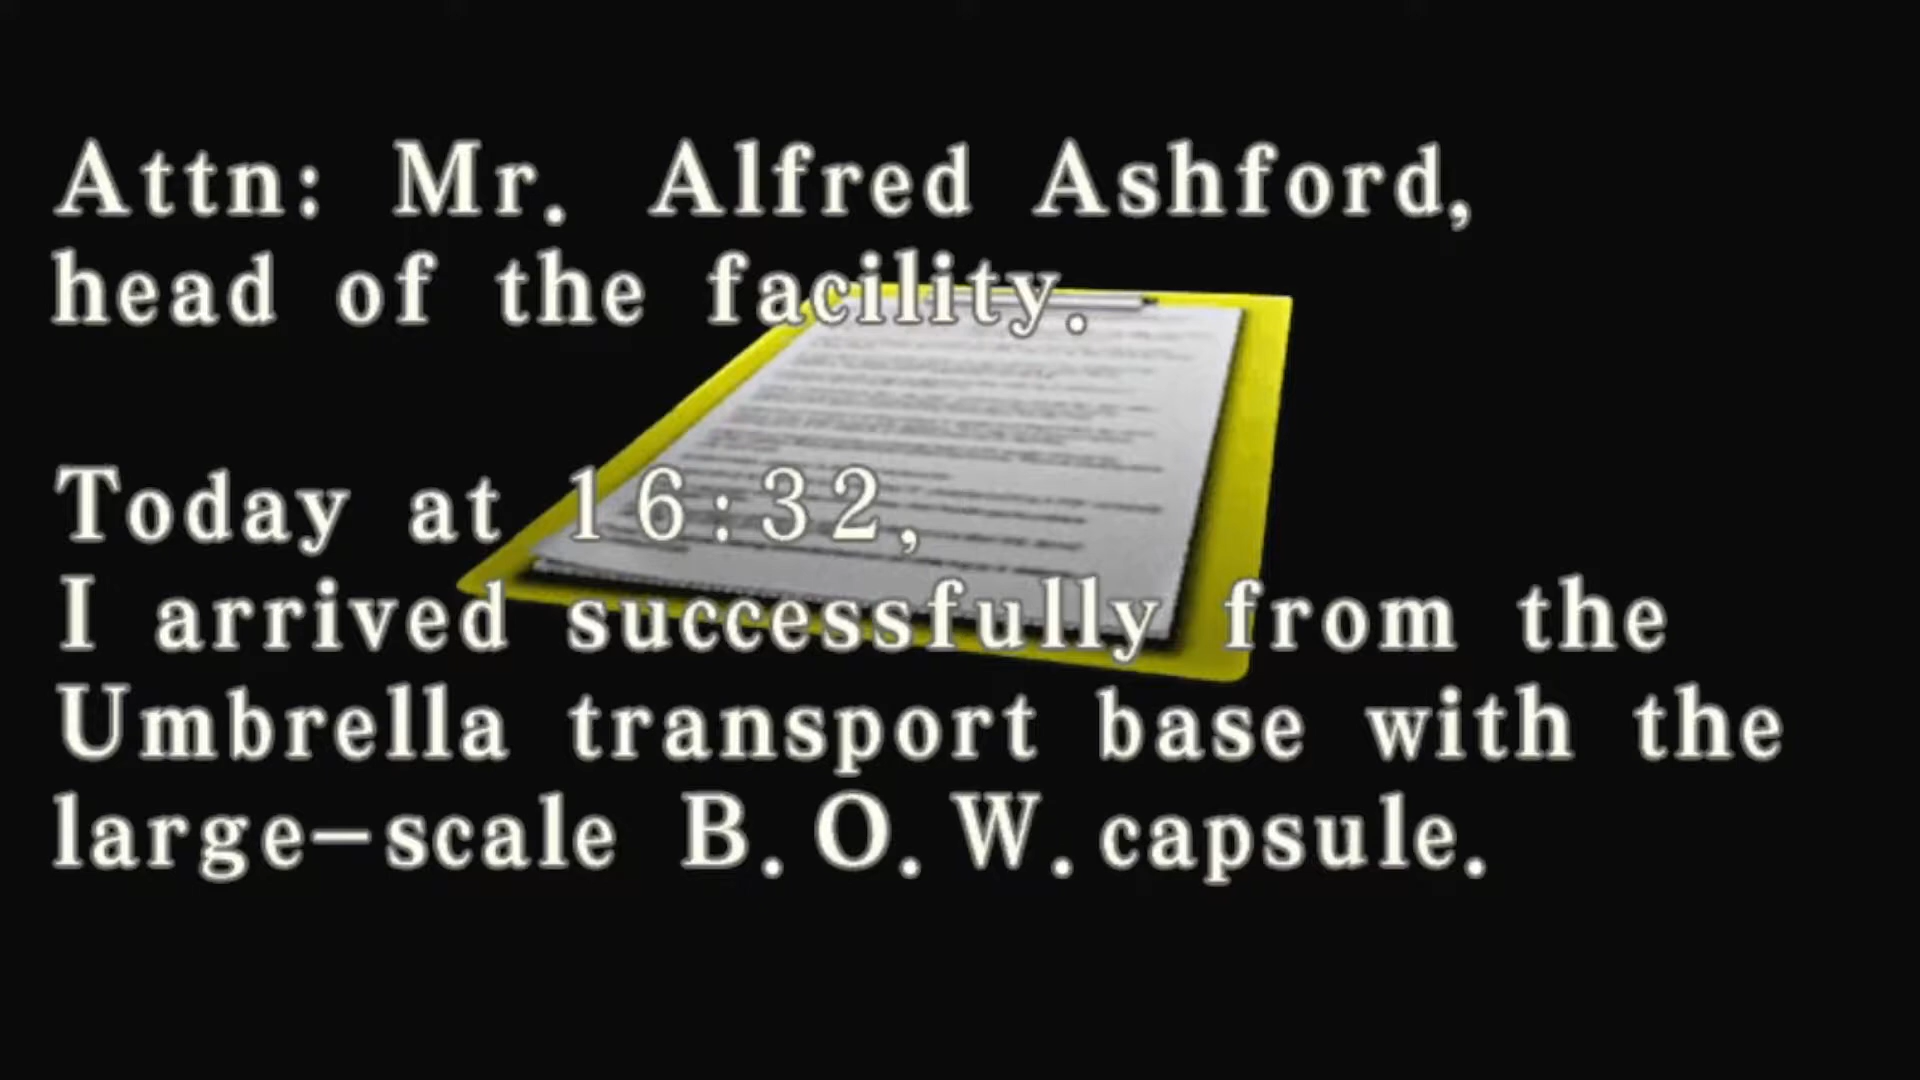 Attn: Mr. Alfred Ashford,
head of the facility.
Today at 16:32,
I arrived successfully from the
Umbrella transport base with the
large-scale B.O.W.capsule.